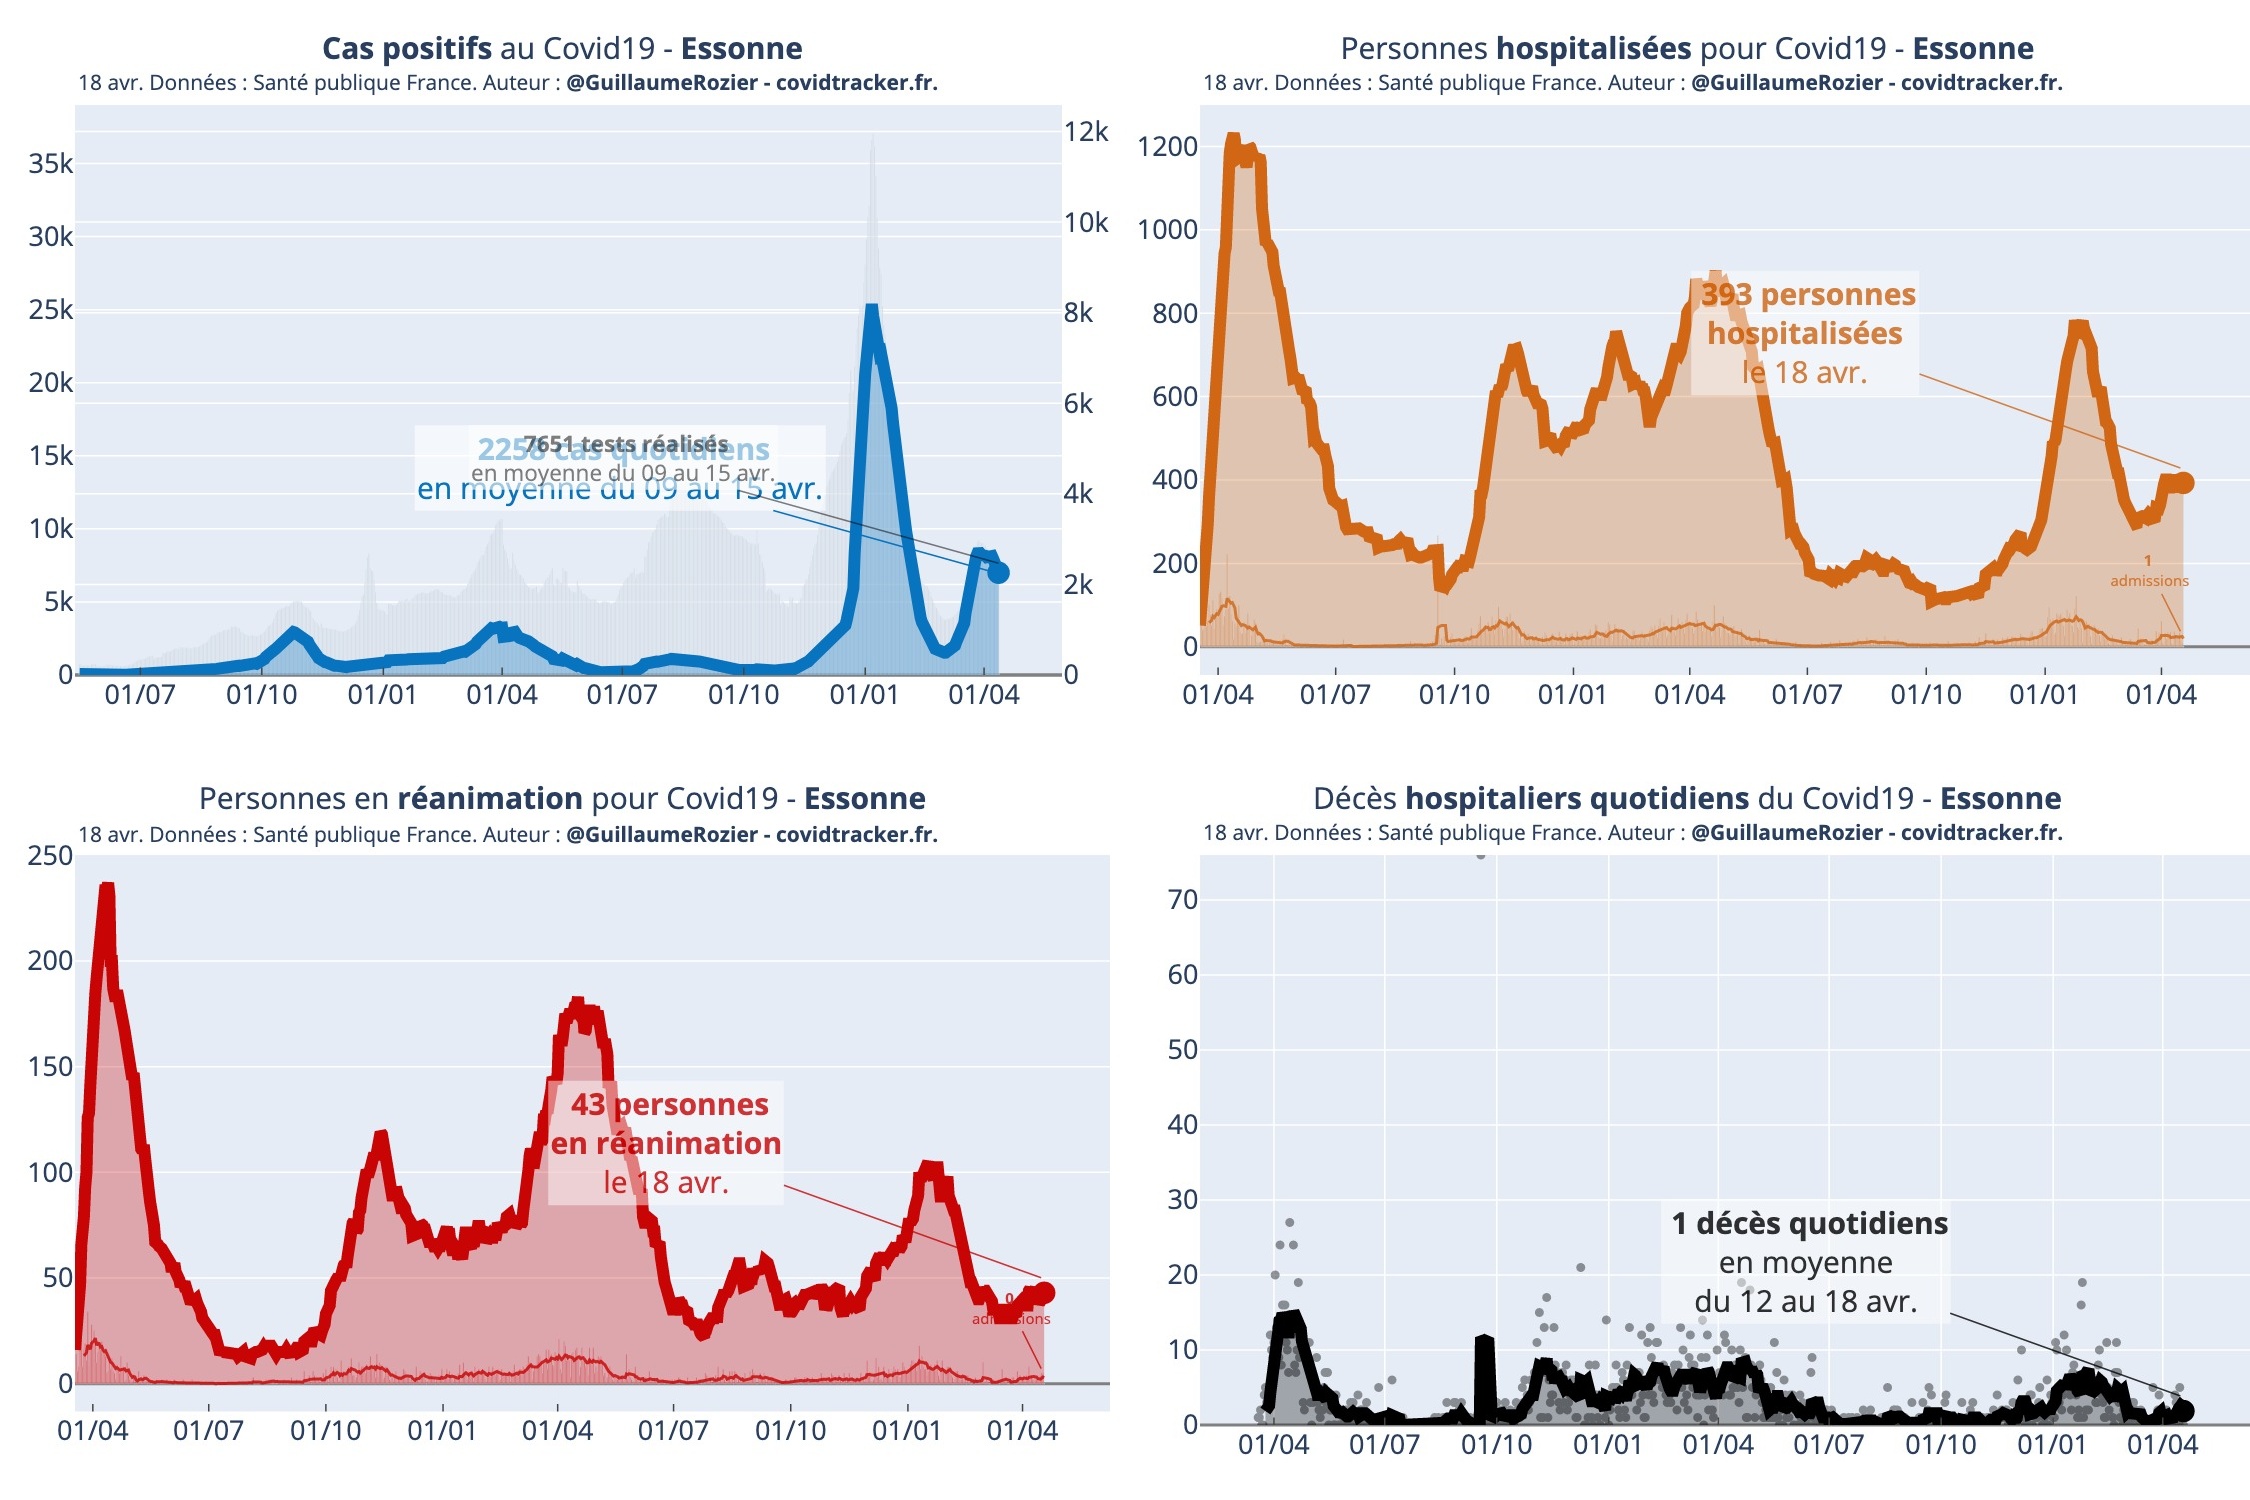 Cas positifs au Covid19 - Essonne
18 avr. Données : Santé publique France. Auteur : @GuillaumeRozier - covidtracker.fr.
12k
35k
10k
30k
25k
8k
20k
6k
7651 tests réalisés
2258 cas quotidiens
15k
en moyenne du 09 au 15 avr.
en moyenne du 09 au 15 avr.
4k
10k
2k
5k
0
0
01/07 01/10 01/01 01/04 01/07 01/10 01/01 01/04
Personnes hospitalisées pour Covid19 - Essonne
18 avr. Données : Santé publique France. Auteur : @GuillaumeRozier - covidtracker.fr.
1200
1000
393 personnes
800
hospitalisées
le 18 avr.
600
400
200
1
admissions
0
01/04 01/07 01/10 01/01 01/04 01/07 01/10 01/01 01/04
Personnes en réanimation pour Covid19 - Essonne
18 avr. Données : Santé publique France. Auteur : @GuillaumeRozier - covidtracker.fr.
250
200
150
43 personnes
en réanimation
100
le 18 avr.
50
0
admissions
0
01/04 01/07 01/10 01/01 01/04 01/07 01/10 01/01 01/04
Décès hospitaliers quotidiens du Covid19 - Essonne
18 avr. Données : Santé publique France. Auteur : @GuillaumeRozier - covidtracker.fr.
70
60
50
40
30
1 décès quotidiens
en moyenne
20
du 12 au 18 avr.
10
0
01/04 01/07 01/10 01/01 01/04 01/07 01/10 01/01 01/04